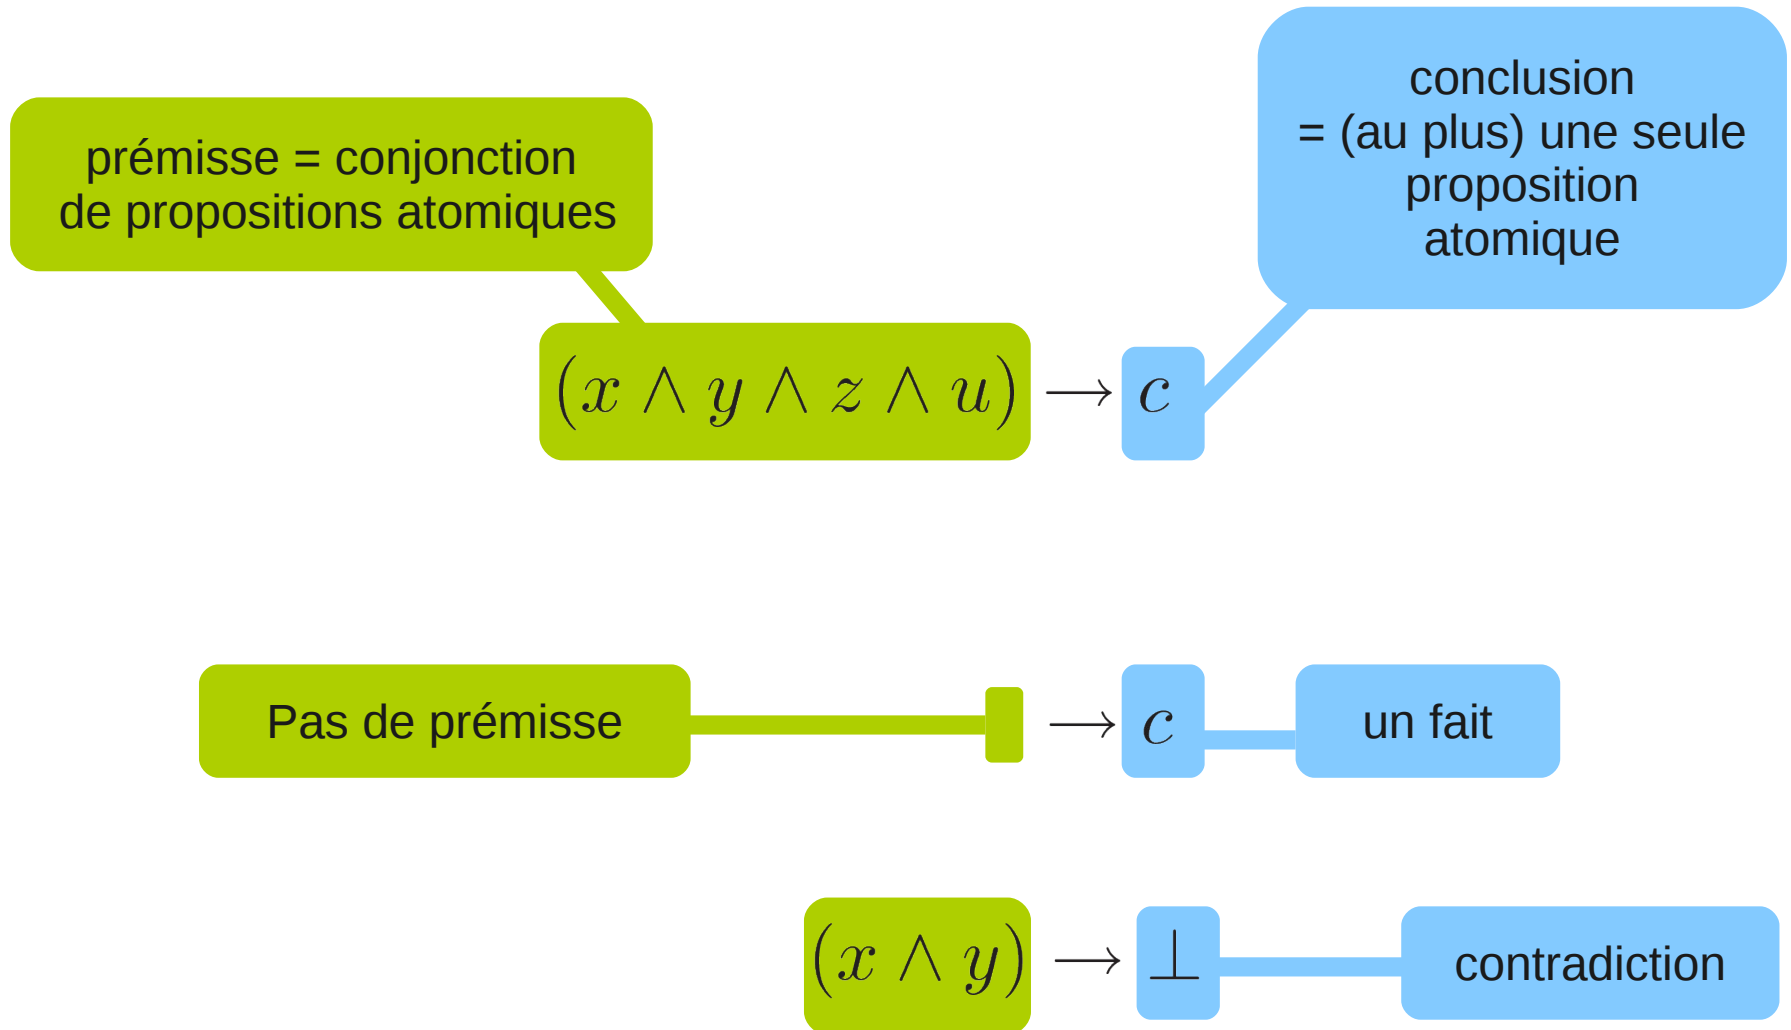 conclusion
= (au plus) une seule
proposition
atomique
prémisse = conjonction
de propositions atomiques
(x ∧ y ∧ z ∧ u) → c
Pas de prémisse → c un fait
(x ∧ y) → ⊥ contradiction